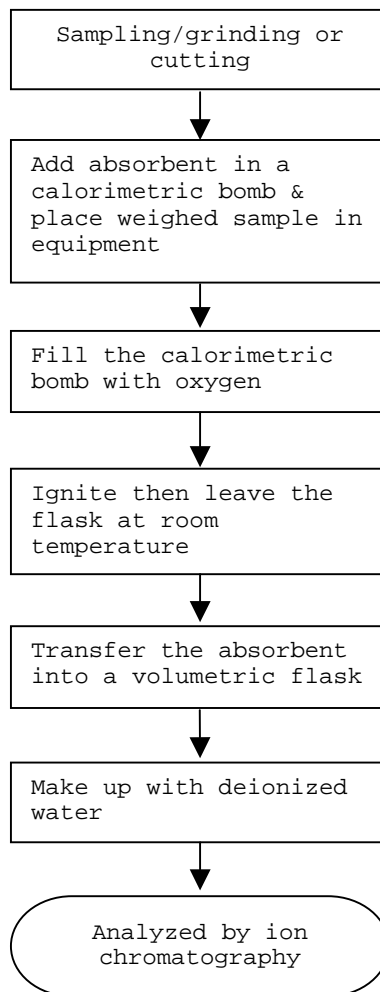 Sampling/grinding or
cutting
Add absorbent in a
calorimetric bomb &
place weighed sample in
equipment
Fill the calorimetric
bomb with oxygen
Ignite then leave the
flask at room
temperature
Transfer the absorbent
into a volumetric flask
Make up with deionized
water
Analyzed by ion
chromatography